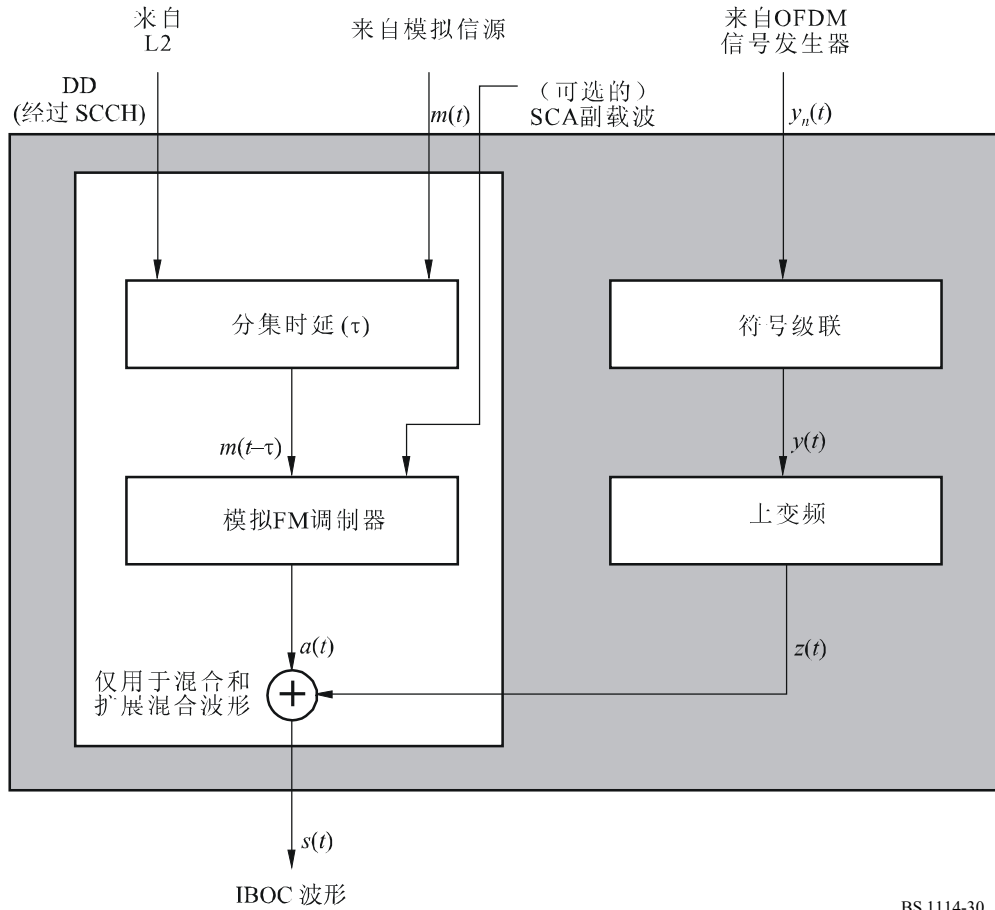 来自
L2
来自模拟信源
来自OFDM
信号发生器
DD
(经过 SCCH)
m(t)
（可选的）
SCA副载波
yn(t)
分集时延(τ)
符号级联
m(t–τ)
y(t)
模拟FM调制器
上变频
a(t)
z(t)
仅用于混合和
扩展混合波形
+
s(t)
IBOC 波形
BS.1114-30